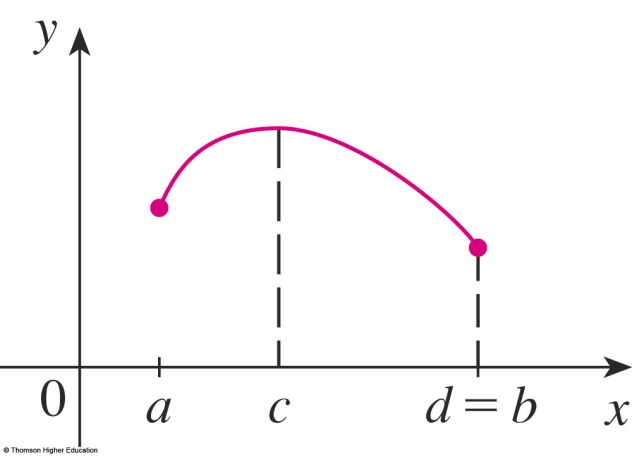 y
0 a c d = b x
© Thomson Higher Education